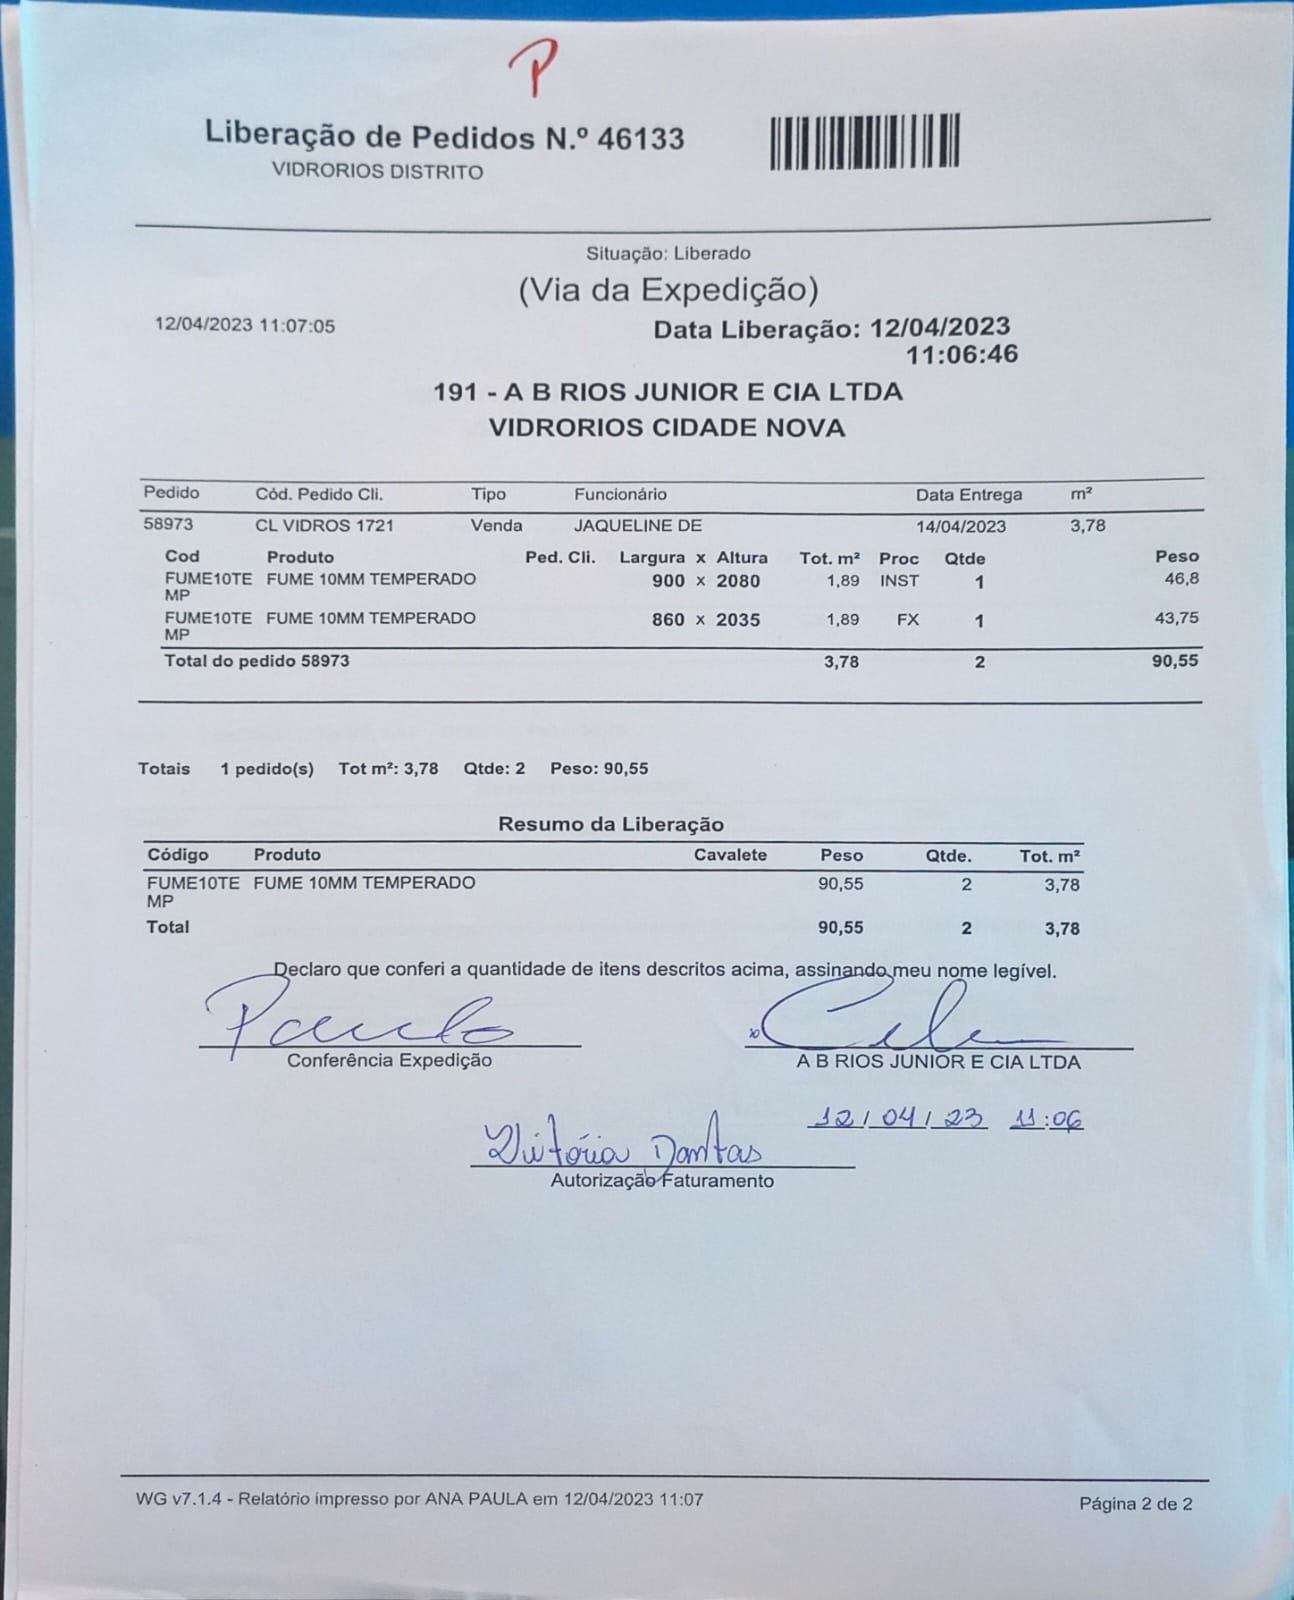 P
Liberação de Pedidos N.º 46133
VIDRORIOS DISTRITO
Situação: Liberado
(Via da Expedição)
12/04/2023 11:07:05
Data Liberação: 12/04/2023
11:06:46
191 - A B RIOS JUNIOR E CIA LTDA
VIDRORIOS CIDADE NOVA
Pedido Cód. Pedido Cli. Tipo Funcionário Data Entrega m²
58973 CL VIDROS 1721 Venda JAQUELINE DE 14/04/2023 3,78
Cod Produto Ped. Cli. Largura x Altura Tot. m² Proc Qtde Peso
FUME10TE FUME 10MM TEMPERADO 900 x 2080 1,89 INST 1 46,8
MP
FUME10TE FUME 10MM TEMPERADO 860 x 2035 1,89 FX 1 43,75
MP
Total do pedido 58973 3,78 2 90,55
Totais 1 pedido(s) Tot m²: 3,78 Qtde: 2 Peso: 90,55
Resumo da Liberação
Código Produto Cavalete Peso Qtde. Tot. m²
FUME10TE FUME 10MM TEMPERADO 90,55 2 3,78
MP
Total 90,55 2 3,78
Declaro que conferi a quantidade de itens descritos acima, assinando meu nome legível.
Paulo
Conferência Expedição A B RIOS JUNIOR E CIA LTDA
12/04/23 11:06
Vitória Dantas
Autorização Faturamento
WG v7.1.4 - Relatório impresso por ANA PAULA em 12/04/2023 11:07
Página 2 de 2